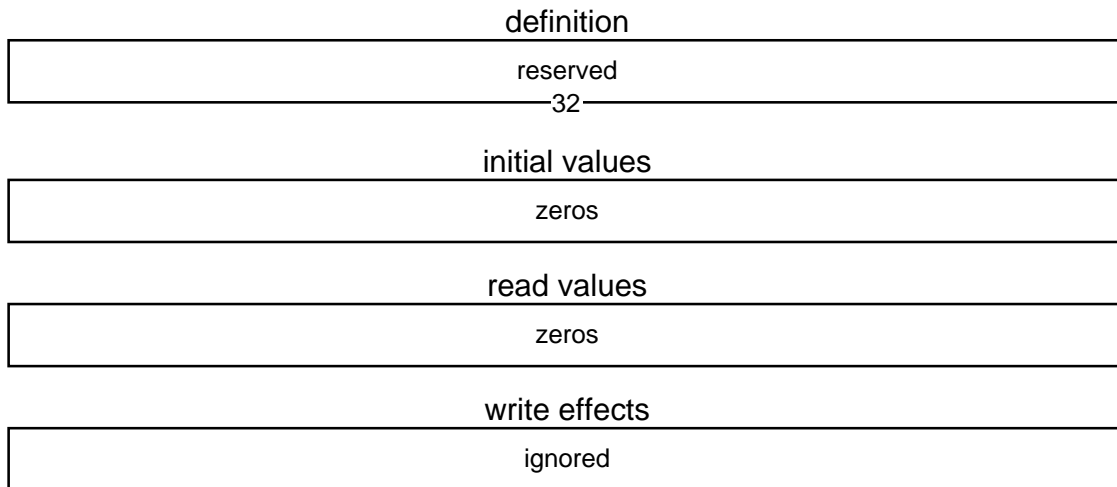 definition
reserved
32
initial values
zeros
read values
zeros
write effects
ignored